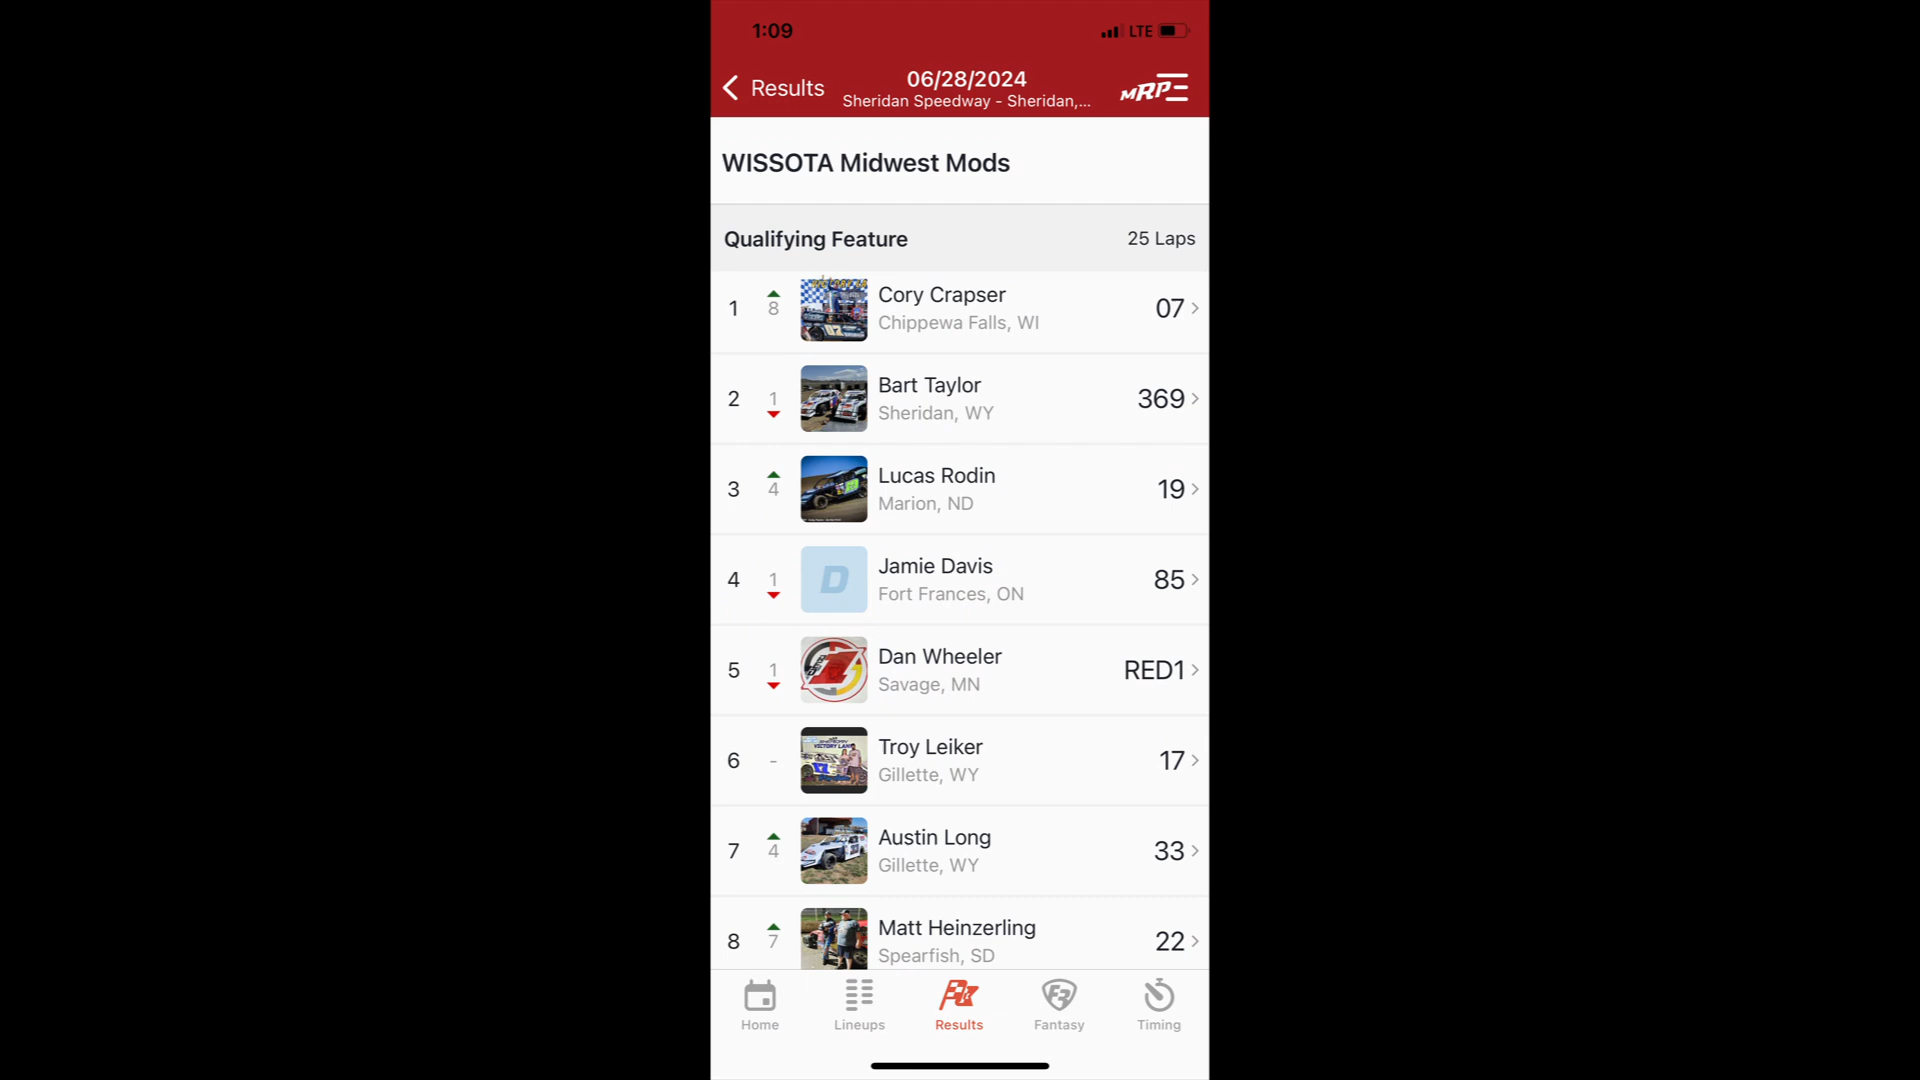 1:09
LTE
Results
06/28/2024
Sheridan Speedway - Sheridan,...
MRP
WISSOTA Midwest Mods
Qualifying Feature
25 Laps
1 8 Cory Crapser 07
Chippewa Falls, WI
2 1 Bart Taylor 369
Sheridan, WY
3 4 Lucas Rodin 19
Marion, ND
4 1 D Jamie Davis 85
Fort Frances, ON
5 1 Dan Wheeler RED1
Savage, MN
6 - Troy Leiker 17
Gillette, WY
7 4 Austin Long 33
Gillette, WY
8 7 Matt Heinzerling 22
Spearfish, SD
Home
Lineups
Results
Fantasy
Timing